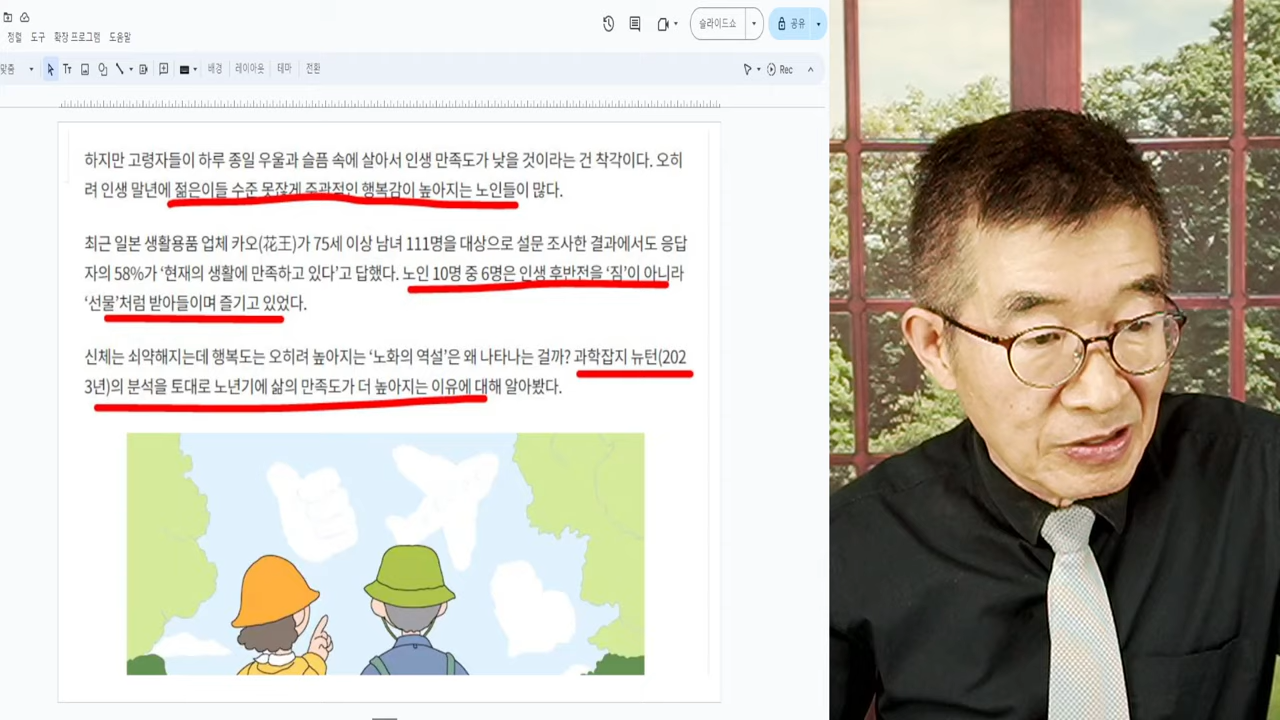 슬라이드쇼
공유
정렬 도구 확장 프로그램 도움말
맞춤 Tт 배경 레이아웃 테마 전환 Rec
하지만 고령자들이 하루 종일 우울과 슬픔 속에 살아서 인생 만족도가 낮을 것이라는 건 착각이다. 오히
려 인생 말년에 젊은이들 수준 못잖게 주관적인 행복감이 높아지는 노인들이 많다.
최근 일본 생활용품 업체 카오(花王)가 75세 이상 남녀 111명을 대상으로 설문 조사한 결과에서도 응답
자의 58%가 ‘현재의 생활에 만족하고 있다’고 답했다. 노인 10명 중 6명은 인생 후반전을 ‘짐’이 아니라
‘선물’처럼 받아들이며 즐기고 있었다.
신체는 쇠약해지는데 행복도는 오히려 높아지는 ‘노화의 역설’은 왜 나타나는 걸까? 과학잡지 뉴턴(202
3년)의 분석을 토대로 노년기에 삶의 만족도가 더 높아지는 이유에 대해 알아봤다.